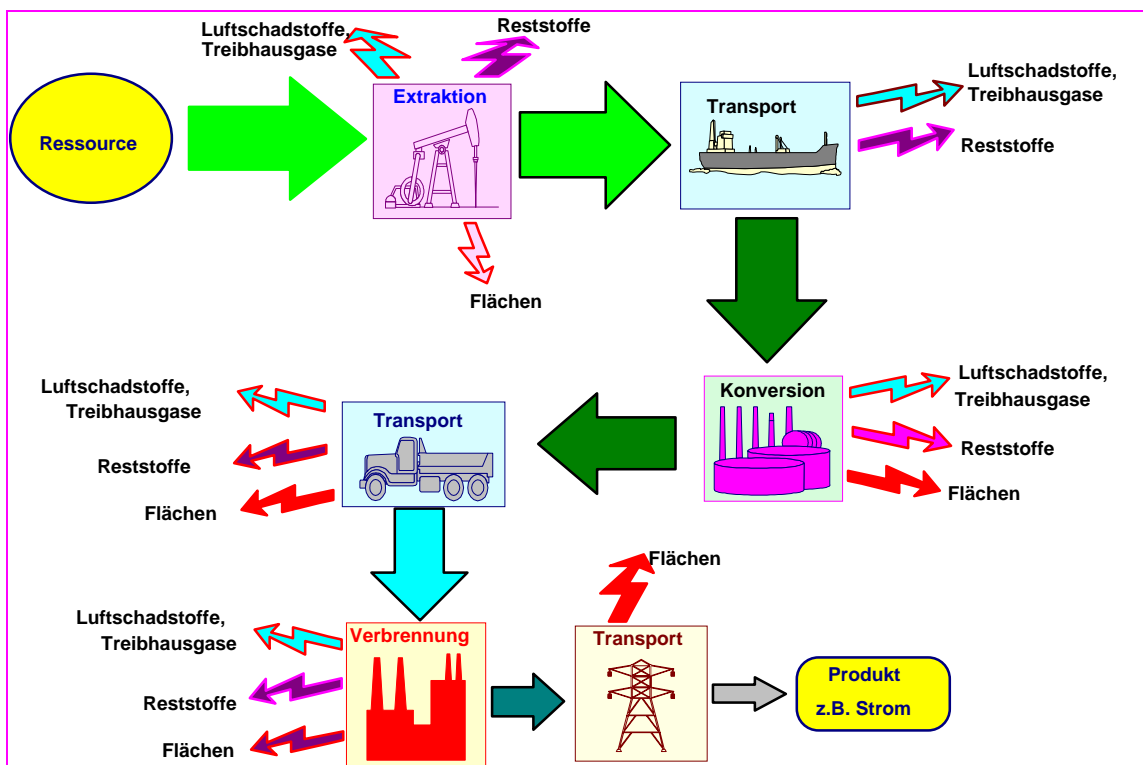 Luftschadstoffe,
Treibhausgase
Reststoffe
Ressource
Extraktion
Flächen
Transport
Luftschadstoffe,
Treibhausgase
Reststoffe
Konversion
Luftschadstoffe,
Treibhausgase
Reststoffe
Flächen
Transport
Luftschadstoffe,
Treibhausgase
Reststoffe
Flächen
Verbrennung
Luftschadstoffe,
Treibhausgase
Reststoffe
Flächen
Flächen
Transport
Produkt
z.B. Strom